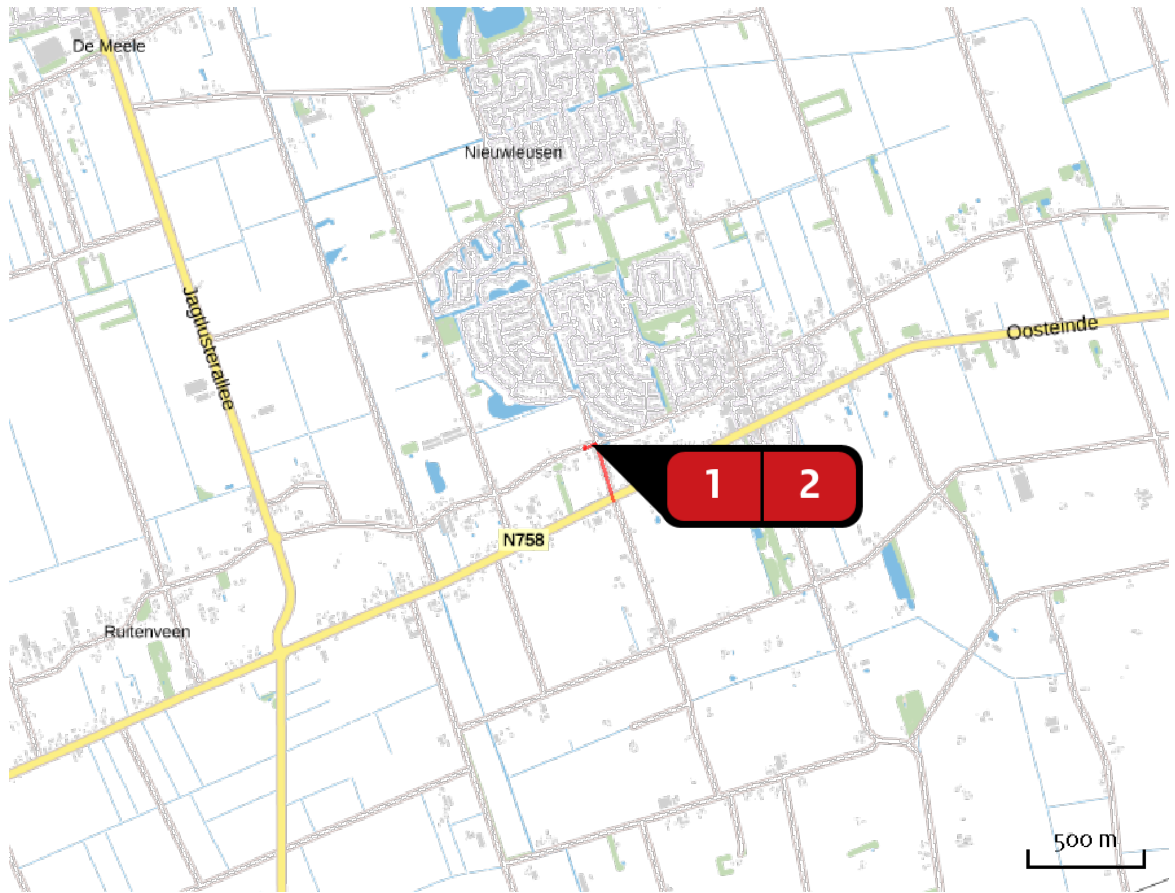 De Meele
Nieuwleusen
Jagtlusterallee
Oosteinde
1 2
N758
Ruitenveen
500 m